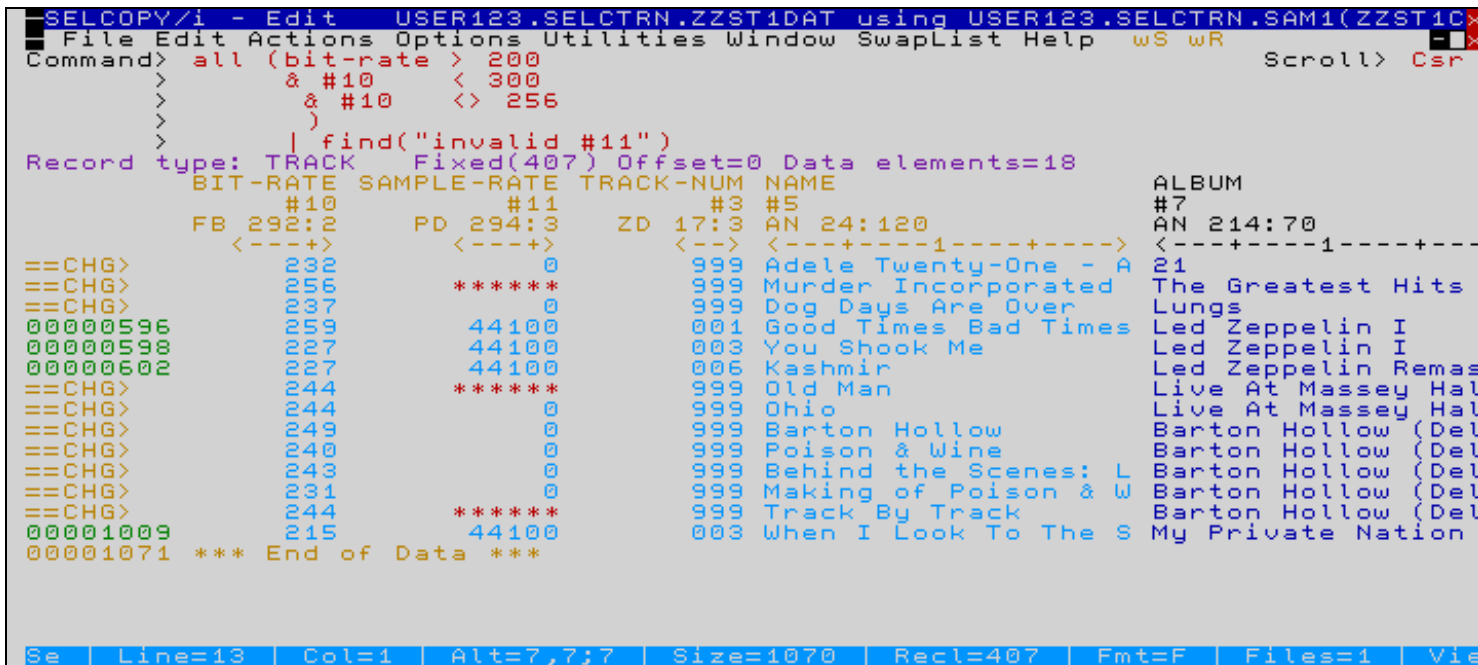 SELCOPY/i - Edit USER123.SELCTRN.ZZST1DAT using USER123.SELCTRN.SAM1(ZZST1C
File Edit Actions Options Utilities Window SwapList Help wS wR
Command> all (bit-rate > 200 Scroll> Csr
> & #10 < 300
> & #10 <> 256
> )
> | find("invalid #11")
Record type: TRACK Fixed(407) Offset=0 Data elements=18
BIT-RATE SAMPLE-RATE TRACK-NUM NAME ALBUM
#10 #11 #3 #5 #7
FB 292:2 PD 294:3 ZD 17:3 AN 24:120 AN 214:70
<---+> <---+> <--> <---+----1----+----> <---+----1----+---
==CHG> 232 0 999 Adele Twenty-One - A 21
==CHG> 256 ****** 999 Murder Incorporated The Greatest Hits
==CHG> 237 0 999 Dog Days Are Over Lungs
00000596 259 44100 001 Good Times Bad Times Led Zeppelin I
00000598 227 44100 003 You Shook Me Led Zeppelin I
00000602 227 44100 006 Kashmir Led Zeppelin Remas
==CHG> 244 ****** 999 Old Man Live At Massey Hal
==CHG> 244 0 999 Ohio Live At Massey Hal
==CHG> 249 0 999 Barton Hollow Barton Hollow (Del
==CHG> 240 0 999 Poison & Wine Barton Hollow (Del
==CHG> 243 0 999 Behind the Scenes: L Barton Hollow (Del
==CHG> 231 0 999 Making of Poison & W Barton Hollow (Del
==CHG> 244 ****** 999 Track By Track Barton Hollow (Del
00001009 215 44100 003 When I Look To The S My Private Nation
00001071 *** End of Data ***
Se | Line=13 | Col=1 | Alt=7,7;7 | Size=1070 | Recl=407 | Fmt=F | Files=1 | Vie